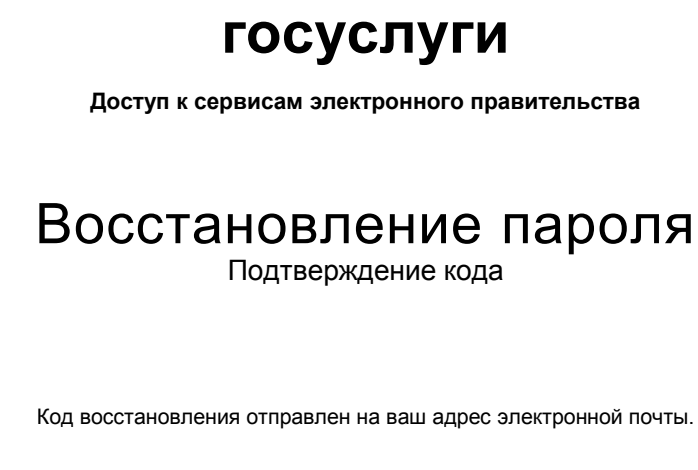 госуслуги
Доступ к сервисам электронного правительства
Восстановление пароля
Подтверждение кода
Код восстановления отправлен на ваш адрес электронной почты.